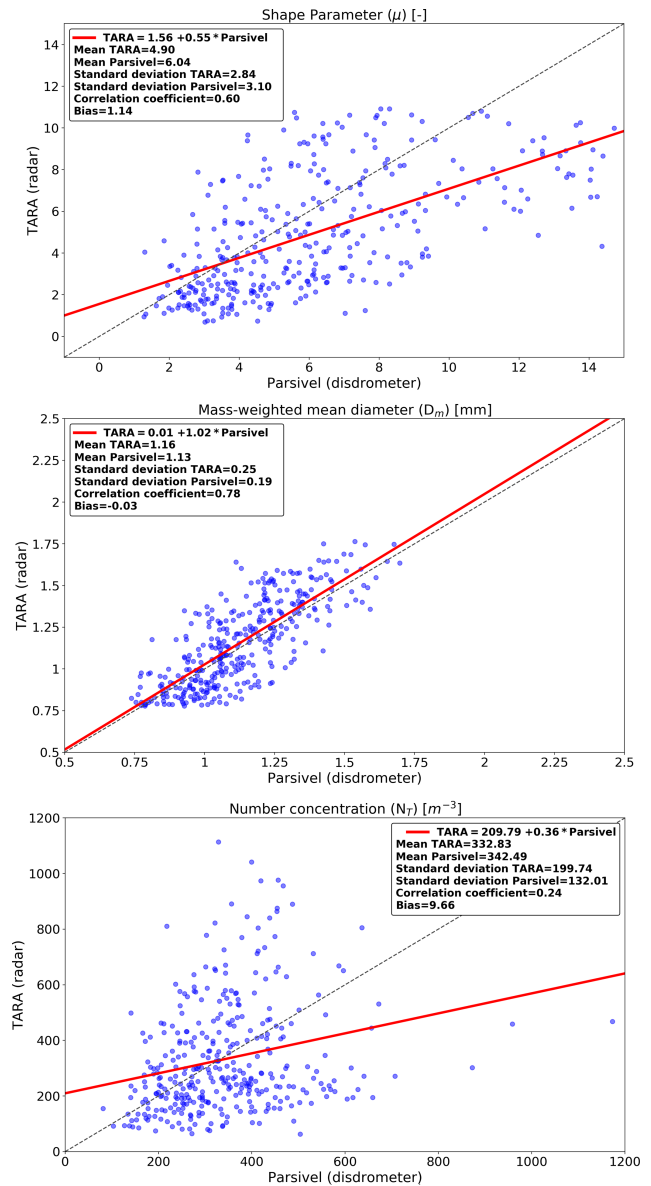 Shape Parameter (μ) [-]
TARA = 1.56 +0.55 * Parsivel
Mean TARA=4.90
Mean Parsivel=6.04
Standard deviation TARA=2.84
Standard deviation Parsivel=3.10
Correlation coefficient=0.60
Bias=1.14
14
12
10
8
6
4
2
0
TARA (radar)
0 2 4 6 8 10 12 14
Parsivel (disdrometer)
Mass-weighted mean diameter (Dₘ) [mm]
TARA = 0.01 +1.02 * Parsivel
Mean TARA=1.16
Mean Parsivel=1.13
Standard deviation TARA=0.25
Standard deviation Parsivel=0.19
Correlation coefficient=0.78
Bias=-0.03
2.5
2.25
2
1.75
1.5
1.25
1
0.75
0.5
TARA (radar)
0.5 0.75 1 1.25 1.5 1.75 2 2.25 2.5
Parsivel (disdrometer)
Number concentration (N_T) [m⁻³]
TARA = 209.79 +0.36 * Parsivel
Mean TARA=332.83
Mean Parsivel=342.49
Standard deviation TARA=199.74
Standard deviation Parsivel=132.01
Correlation coefficient=0.24
Bias=9.66
1200
1000
800
600
400
200
0
TARA (radar)
0 200 400 600 800 1000 1200
Parsivel (disdrometer)